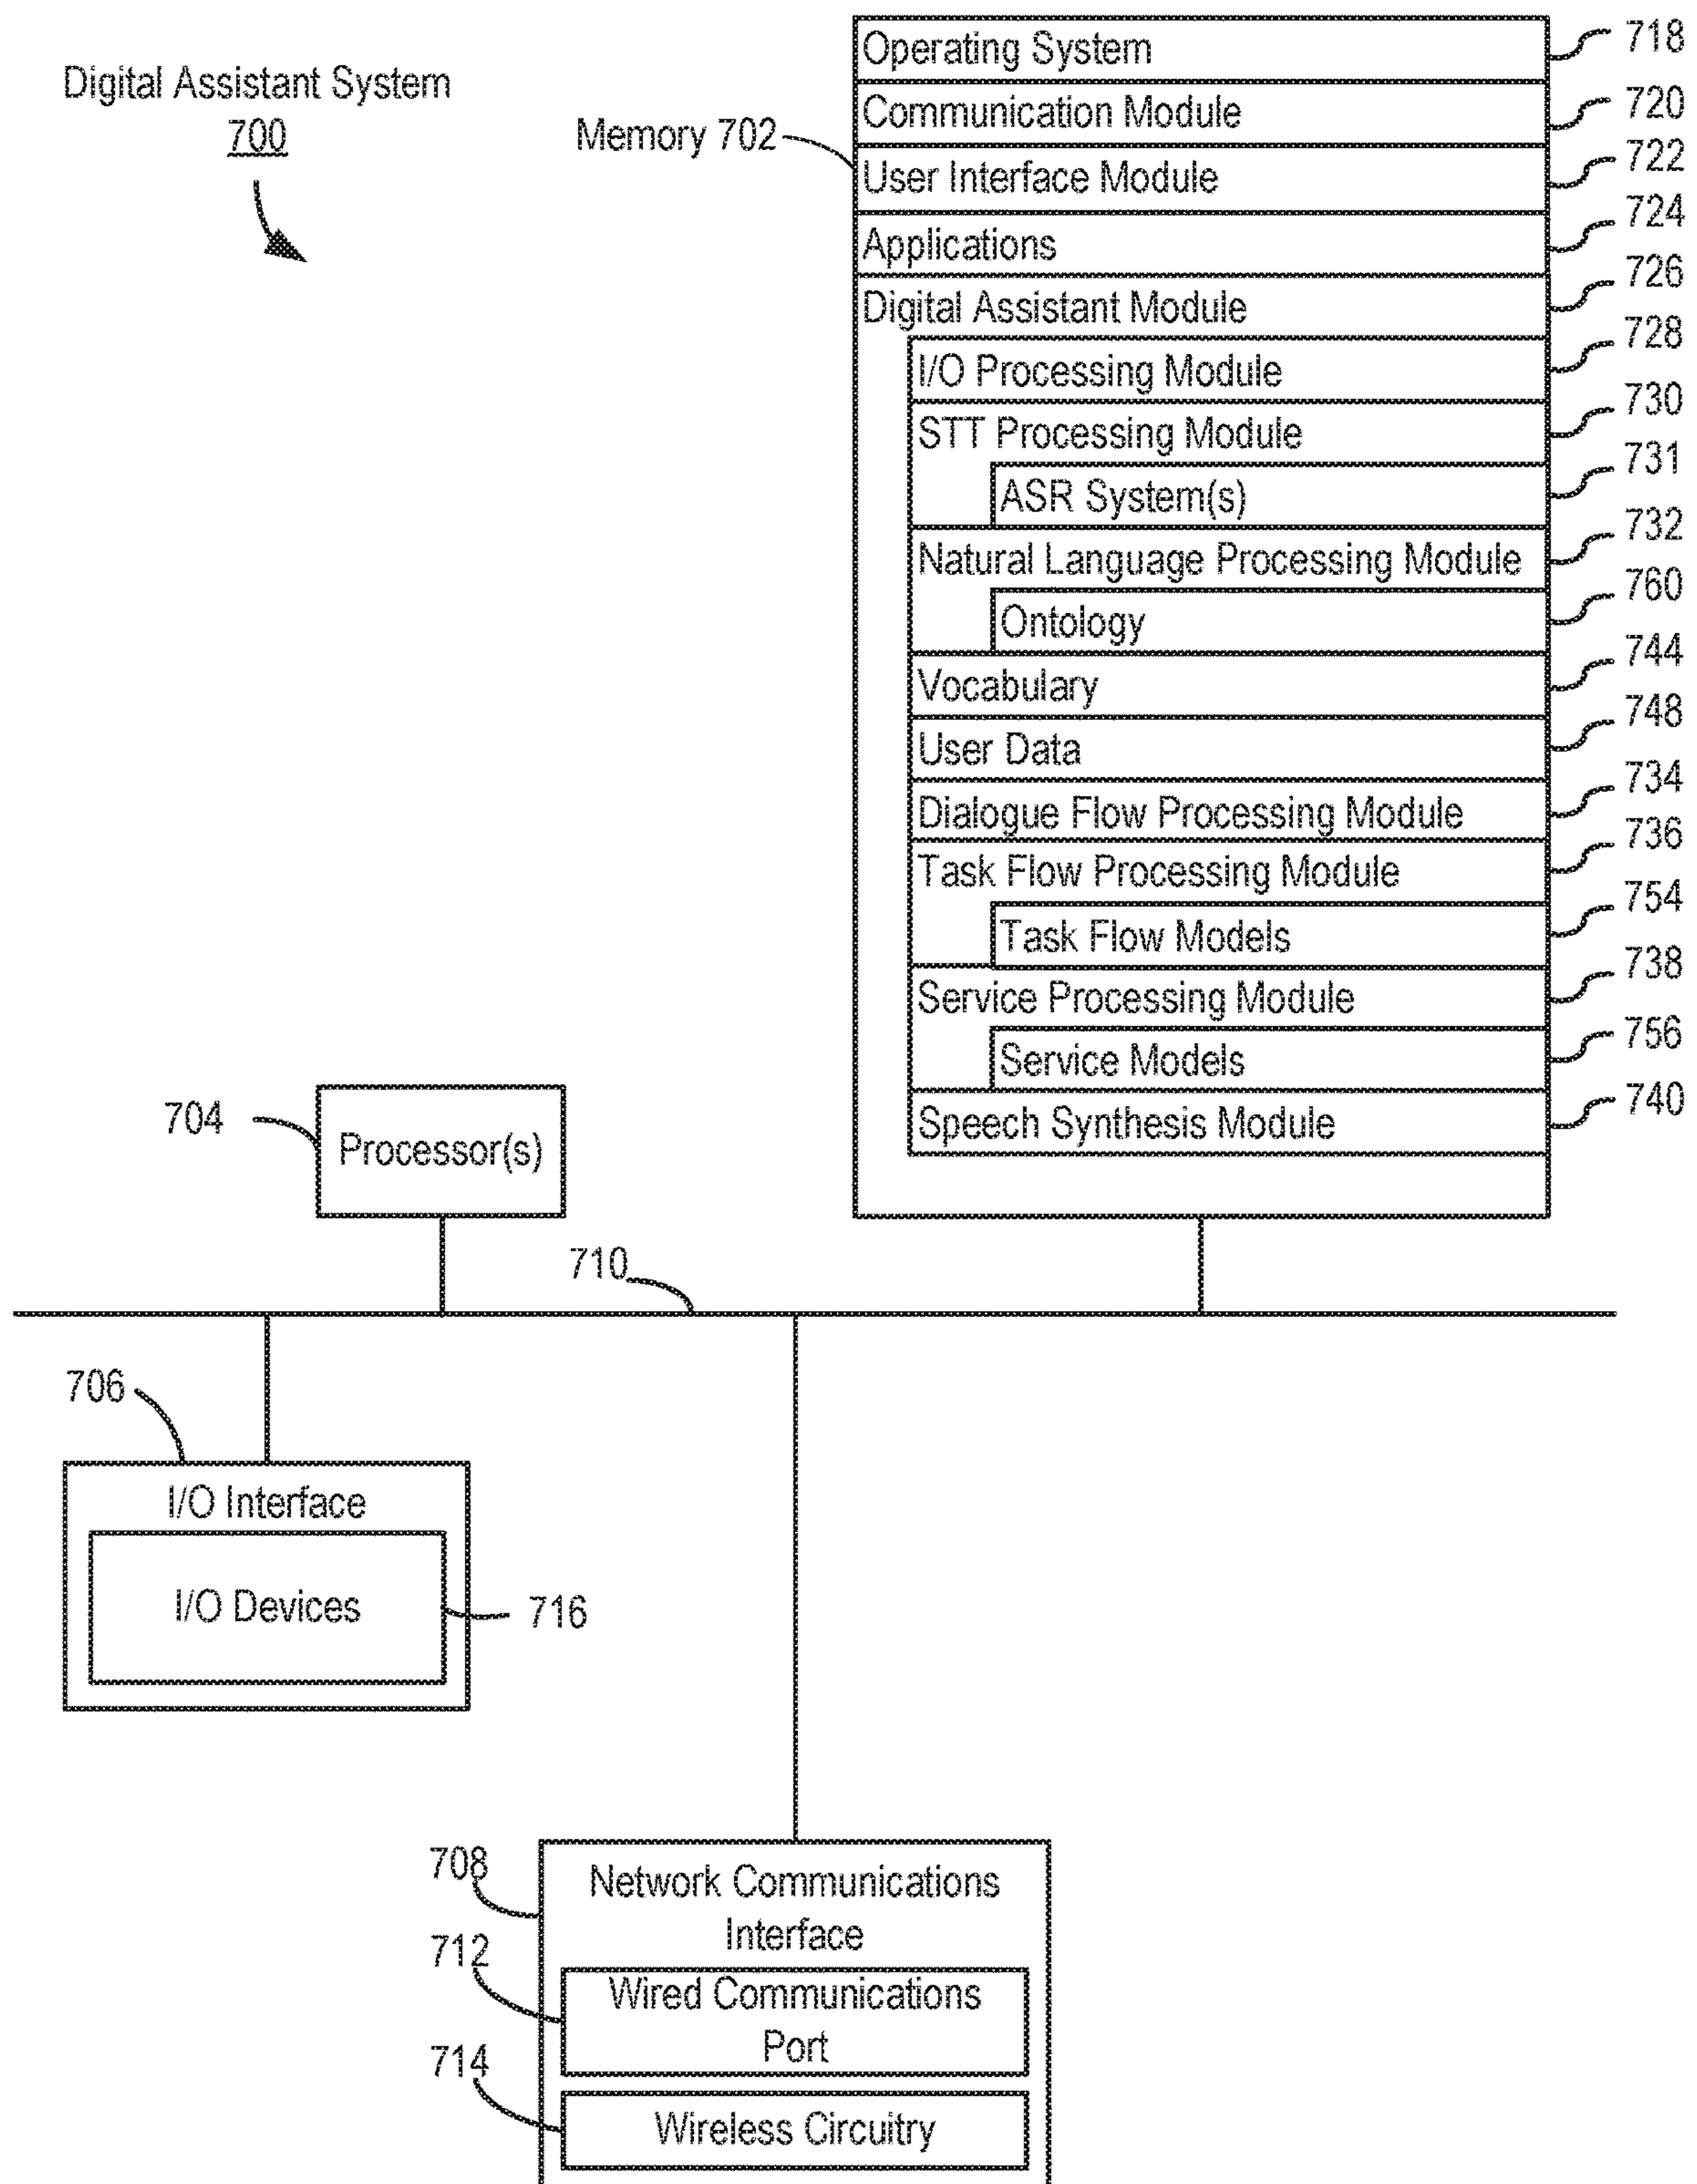 Digital Assistant System
700
Memory 702
Operating System 718
Communication Module 720
User Interface Module 722
Applications 724
Digital Assistant Module 726
I/O Processing Module 728
STT Processing Module 730
ASR System(s) 731
Natural Language Processing Module 732
Ontology 760
Vocabulary 744
User Data 748
Dialogue Flow Processing Module 734
Task Flow Processing Module 736
Task Flow Models 754
Service Processing Module 738
Service Models 756
Speech Synthesis Module 740
704
Processor(s)
710
706
I/O Interface
I/O Devices
716
708
Network Communications
Interface
712
Wired Communications
Port
714
Wireless Circuitry